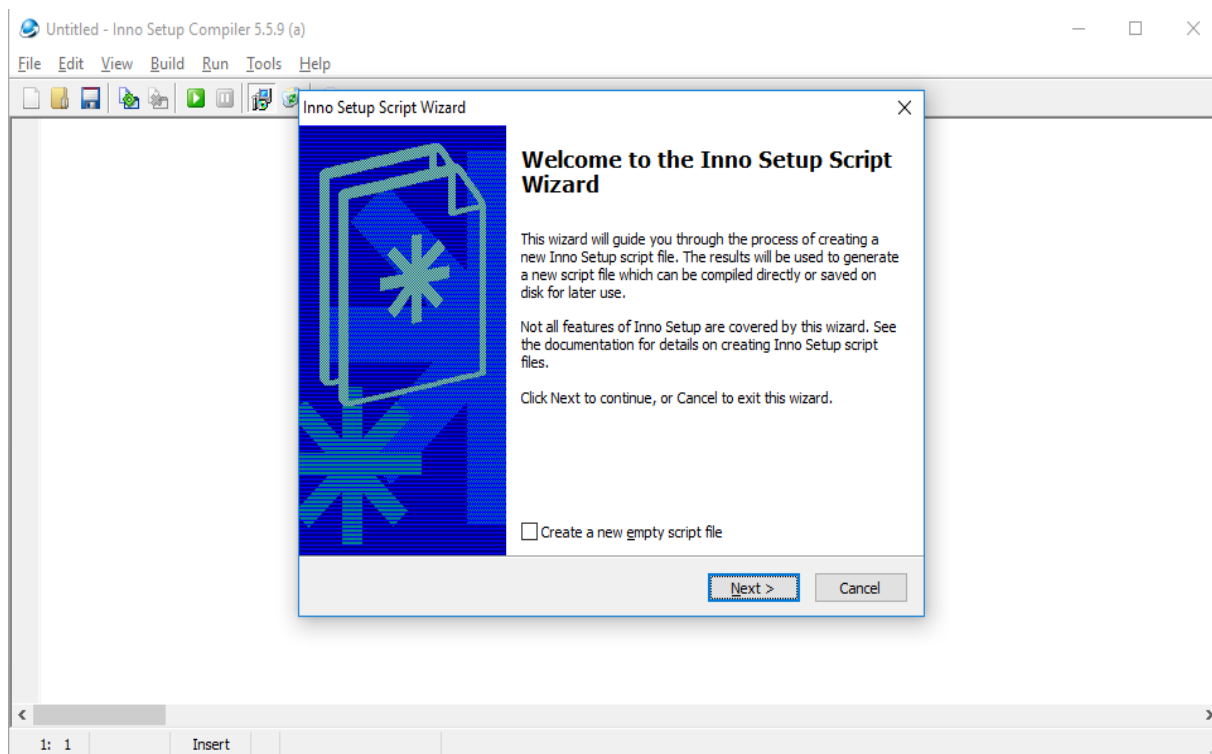 Untitled - Inno Setup Compiler 5.5.9 (a)
File Edit View Build Run Tools Help
Inno Setup Script Wizard
Welcome to the Inno Setup Script
Wizard
This wizard will guide you through the process of creating a
new Inno Setup script file. The results will be used to generate
a new script file which can be compiled directly or saved on
disk for later use.
Not all features of Inno Setup are covered by this wizard. See
the documentation for details on creating Inno Setup script
files.
Click Next to continue, or Cancel to exit this wizard.
Create a new empty script file
Next > Cancel
1: 1 Insert